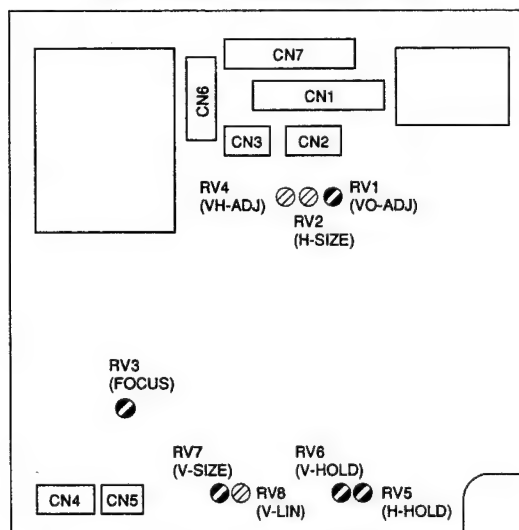 CN7
CN6
CN1
CN3
CN2
RV4
(VH-ADJ)
RV2
(H-SIZE)
RV1
(VO-ADJ)
RV3
(FOCUS)
RV7
(V-SIZE)
RV8
(V-LIN)
RV6
(V-HOLD)
RV5
(H-HOLD)
CN4
CN5